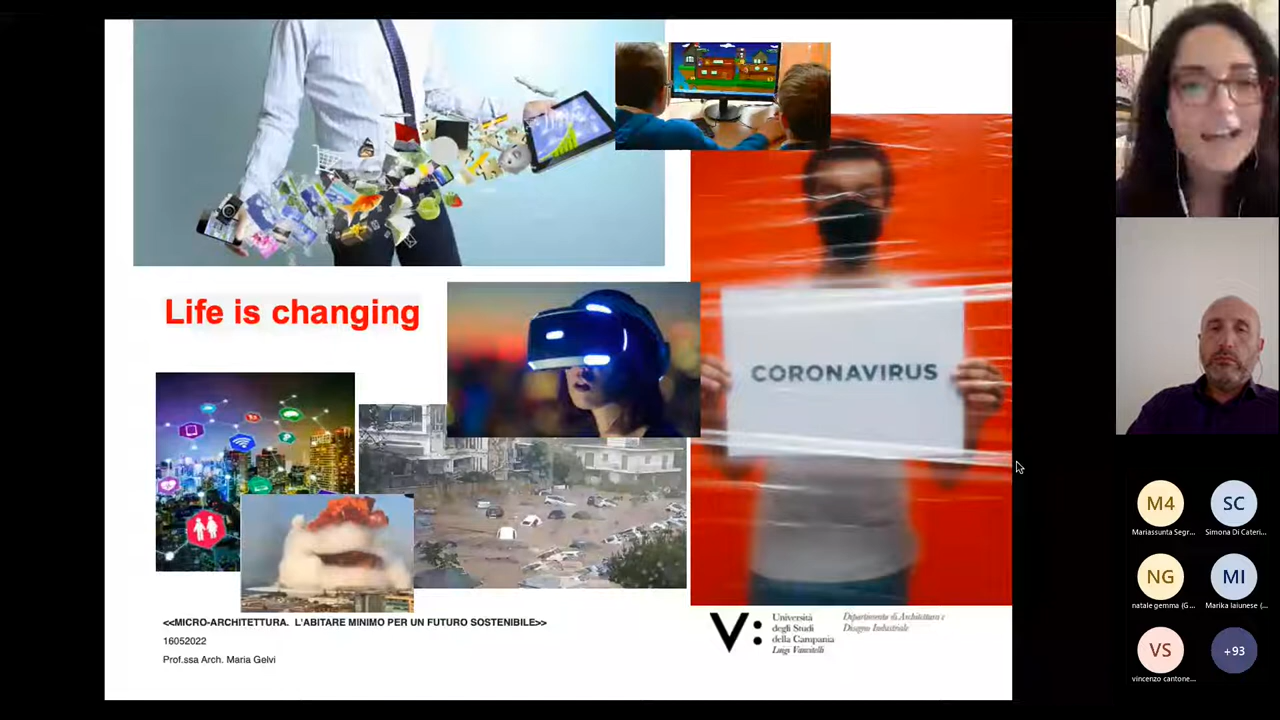 Life is changing
CORONAVIRUS
<<MICRO-ARCHITETTURA. L'ABITARE MINIMO PER UN FUTURO SOSTENIBILE>>
16052022
Prof.ssa Arch. Maria Gelvi
V:
Università
degli Studi
della Campania
Luigi Vanvitelli
Dipartimento di Architettura e
Disegno Industriale
M4
Mariassunta Segr...
SC
Simona Di Cateri...
NG
natale gemma (G...
MI
Marika Iaiunese (...
VS
vincenzo cantone...
+93